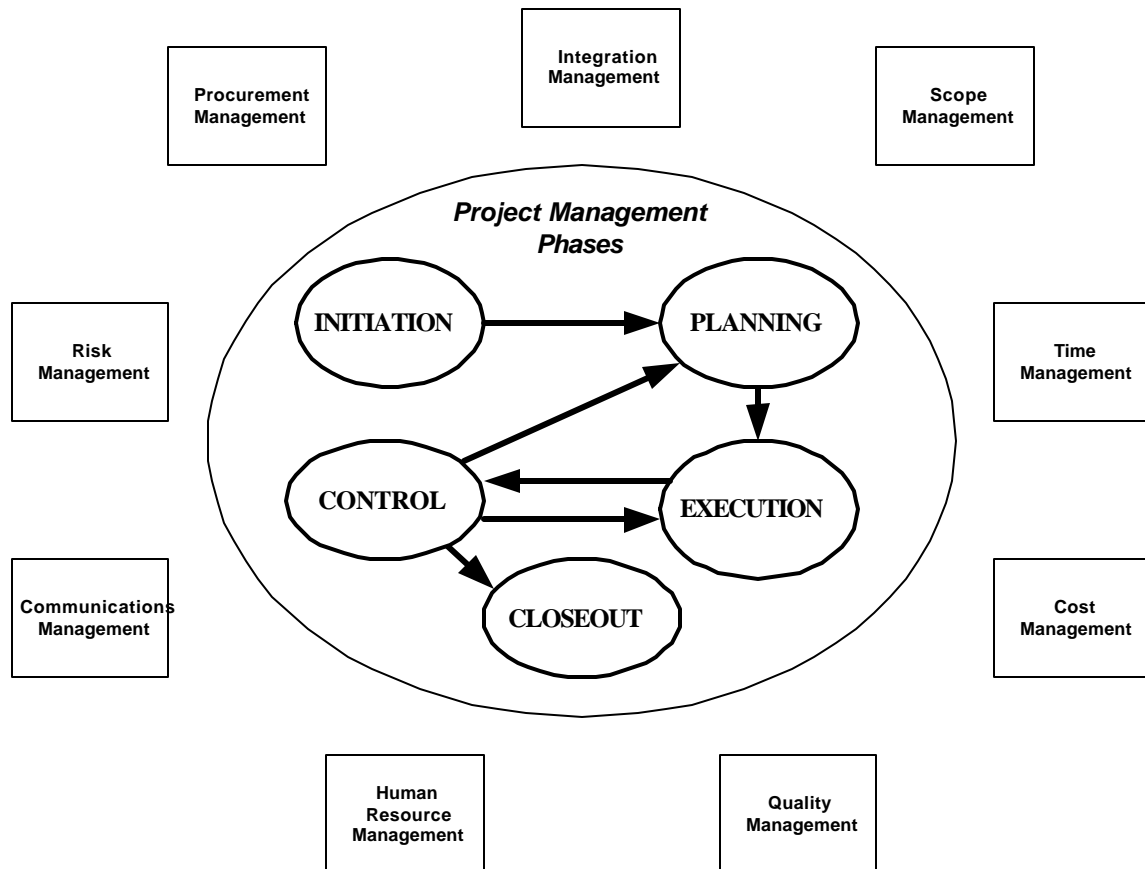 Integration
Management
Procurement
Management
Scope
Management
Project Management
Phases
INITIATION
PLANNING
Risk
Management
Time
Management
CONTROL
EXECUTION
Communications
Management
CLOSEOUT
Cost
Management
Human
Resource
Management
Quality
Management